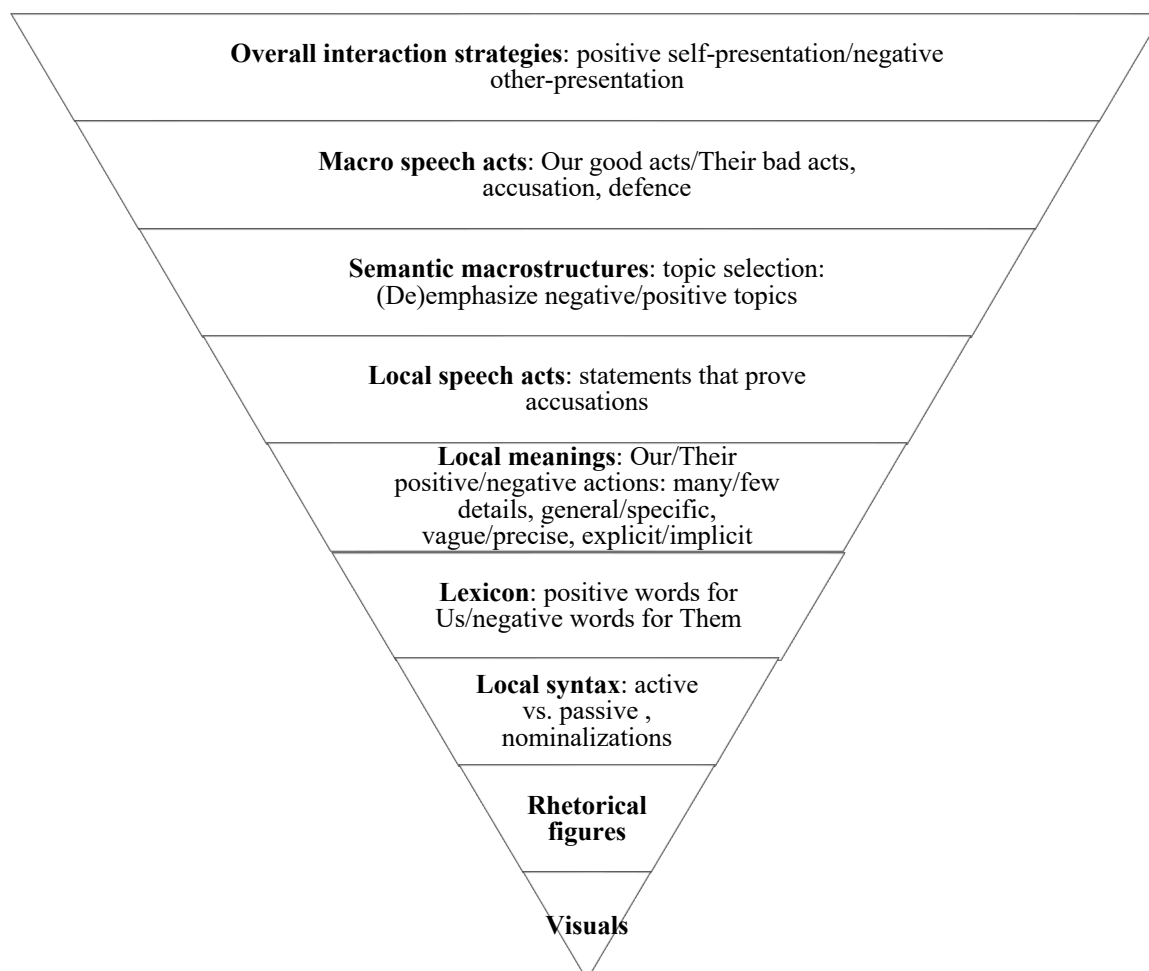 Overall interaction strategies: positive self-presentation/negative
other-presentation
Macro speech acts: Our good acts/Their bad acts,
accusation, defence
Semantic macrostructures: topic selection:
(De)emphasize negative/positive topics
Local speech acts: statements that prove
accusations
Local meanings: Our/Their
positive/negative actions: many/few
details, general/specific,
vague/precise, explicit/implicit
Lexicon: positive words for
Us/negative words for Them
Local syntax: active
vs. passive ,
nominalizations
Rhetorical
figures
Visuals